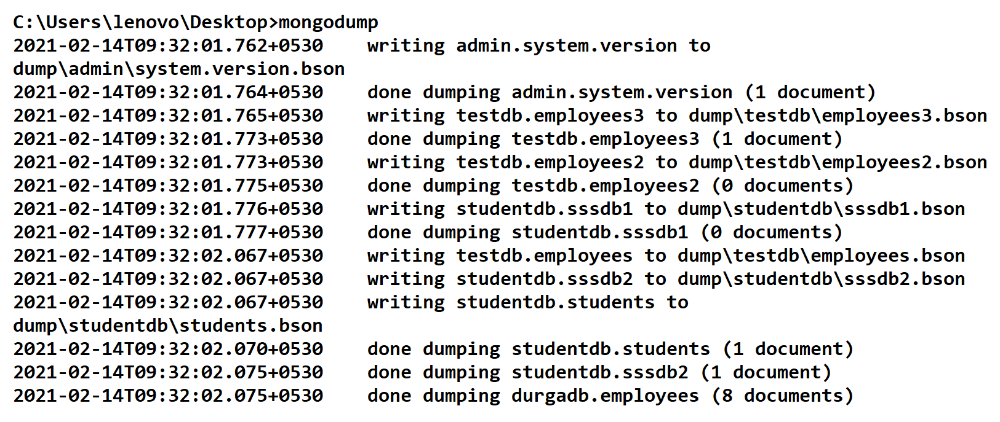 C:\Users\lenovo\Desktop>mongodump
2021-02-14T09:32:01.762+0530    writing admin.system.version to
dump\admin\system.version.bson
2021-02-14T09:32:01.764+0530    done dumping admin.system.version (1 document)
2021-02-14T09:32:01.765+0530    writing testdb.employees3 to dump\testdb\employees3.bson
2021-02-14T09:32:01.773+0530    done dumping testdb.employees3 (1 document)
2021-02-14T09:32:01.773+0530    writing testdb.employees2 to dump\testdb\employees2.bson
2021-02-14T09:32:01.775+0530    done dumping testdb.employees2 (0 documents)
2021-02-14T09:32:01.776+0530    writing studentdb.sssdb1 to dump\studentdb\sssdb1.bson
2021-02-14T09:32:01.777+0530    done dumping studentdb.sssdb1 (0 documents)
2021-02-14T09:32:02.067+0530    writing testdb.employees to dump\testdb\employees.bson
2021-02-14T09:32:02.067+0530    writing studentdb.sssdb2 to dump\studentdb\sssdb2.bson
2021-02-14T09:32:02.067+0530    writing studentdb.students to
dump\studentdb\students.bson
2021-02-14T09:32:02.070+0530    done dumping studentdb.students (1 document)
2021-02-14T09:32:02.075+0530    done dumping studentdb.sssdb2 (1 document)
2021-02-14T09:32:02.075+0530    done dumping durgadb.employees (8 documents)